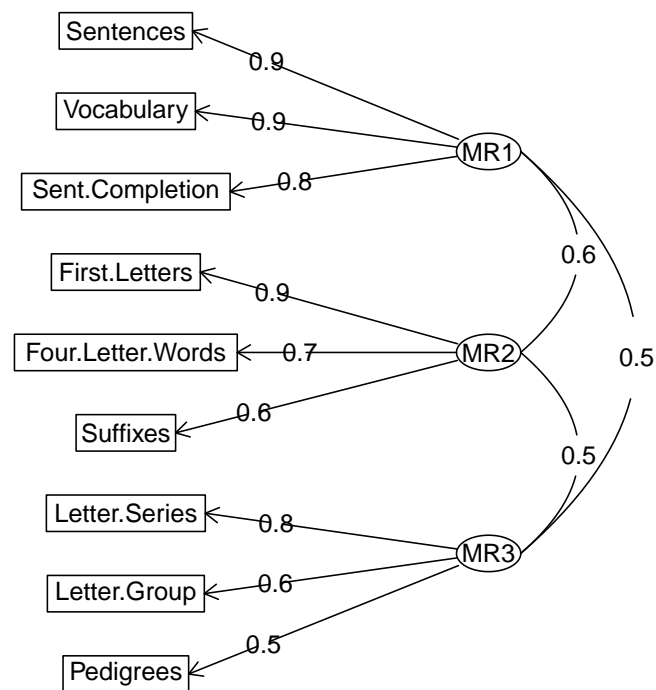 Sentences
0.9
Vocabulary
0.9
MR1
Sent.Completion
0.8
0.6
First.Letters
0.9
Four.Letter.Words
0.7
MR2
0.5
Suffixes
0.6
0.5
Letter.Series
0.8
MR3
Letter.Group
0.6
Pedigrees
0.5